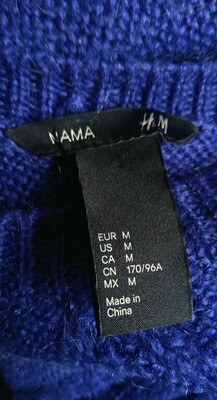 MAMA H&M
EUR M
US M
CA M
CN 170/96A
MX M
Made in
China